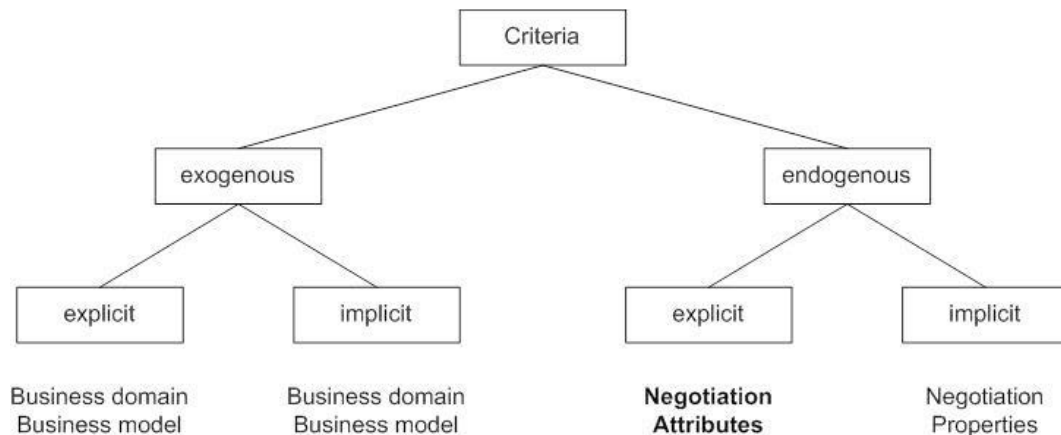 Criteria
exogenous
endogenous
explicit
implicit
explicit
implicit
Business domain
Business model
Business domain
Business model
Negotiation
Attributes
Negotiation
Properties